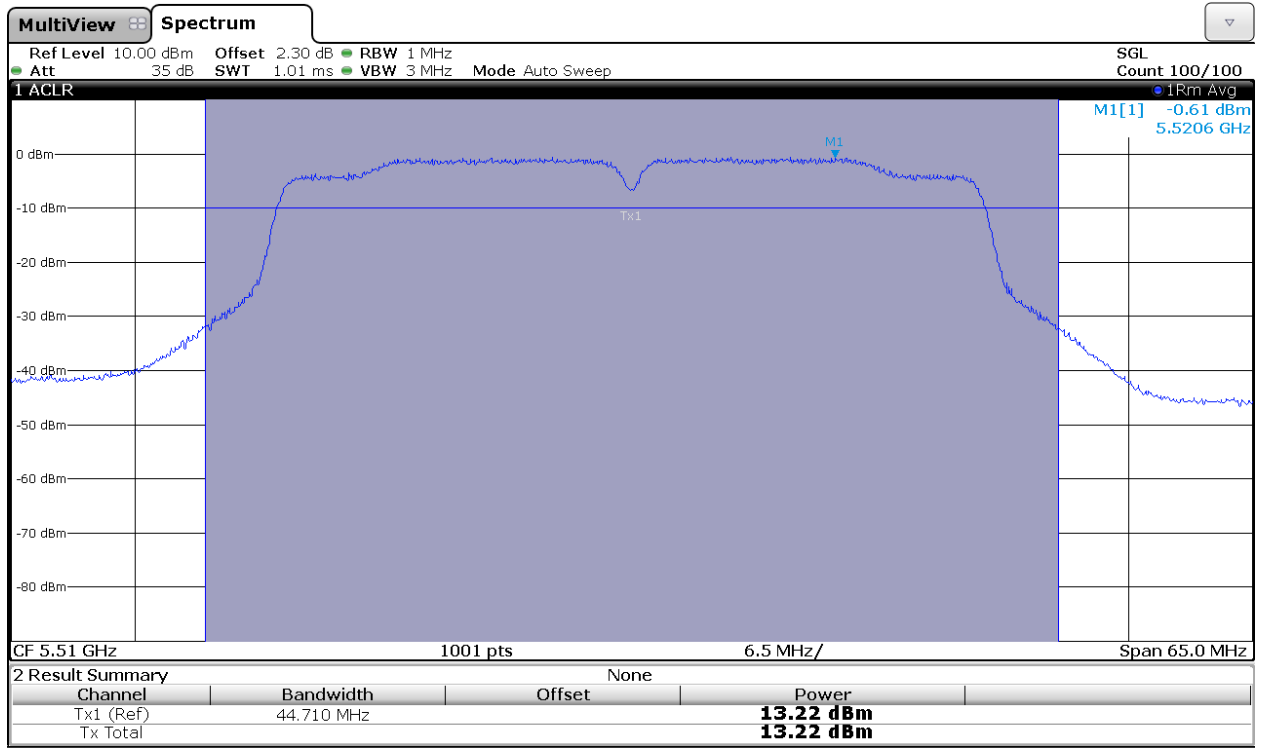 MultiView Spectrum
Ref Level 10.00 dBm Offset 2.30 dB RBW 1 MHz SGL
Att 35 dB SWT 1.01 ms VBW 3 MHz Mode Auto Sweep Count 100/100
1 ACLR 1Rm Avg
M1[1] -0.61 dBm
5.5206 GHz
M1
0 dBm
-10 dBm
Tx1
-20 dBm
-30 dBm
-40 dBm
-50 dBm
-60 dBm
-70 dBm
-80 dBm
CF 5.51 GHz 1001 pts 6.5 MHz/ Span 65.0 MHz
2 Result Summary None
Channel Bandwidth Offset Power
Tx1 (Ref) 44.710 MHz 13.22 dBm
Tx Total 13.22 dBm